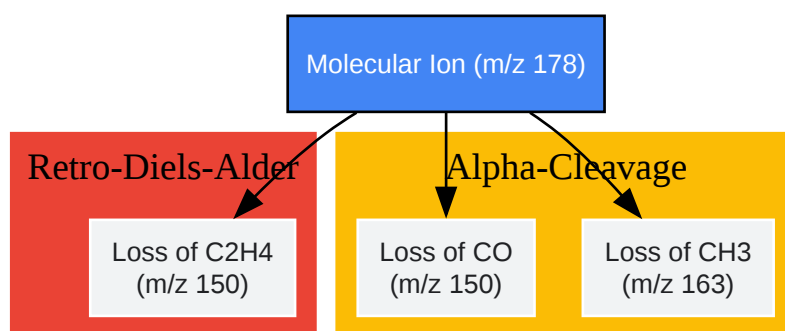 Molecular Ion (m/z 178)
Retro-Diels-Alder
Alpha-Cleavage
Loss of C2H4
(m/z 150)
Loss of CO
(m/z 150)
Loss of CH3
(m/z 163)